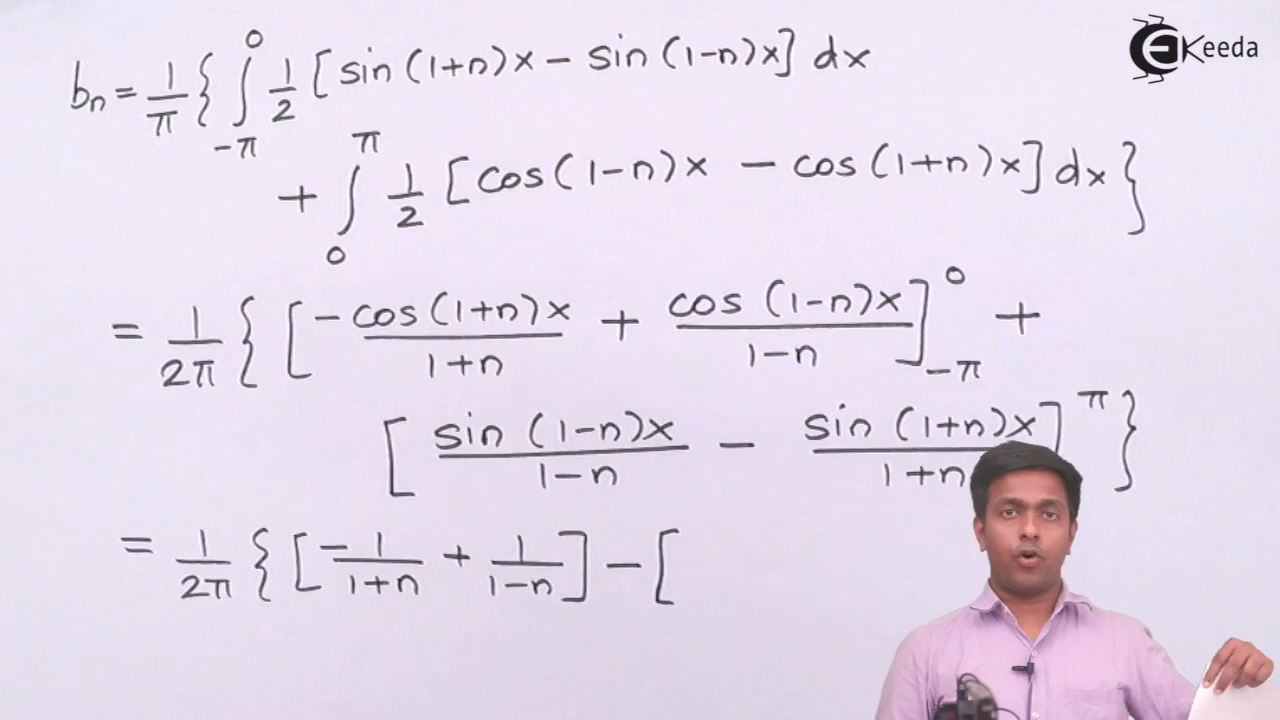 Keeda
bn = 1/π { ∫_{-π}^{0} 1/2 [sin(1+n)x − sin(1−n)x] dx
+ ∫_{0}^{π} 1/2 [cos(1−n)x − cos(1+n)x] dx }
= 1/2π { [ −cos(1+n)x/1+n + cos(1−n)x/1−n ]_{-π}^{0} +
[ sin(1−n)x/1−n − sin(1+n)x/1+n ]^{π} }
= 1/2π { [ −1/1+n + 1/1−n ] − [